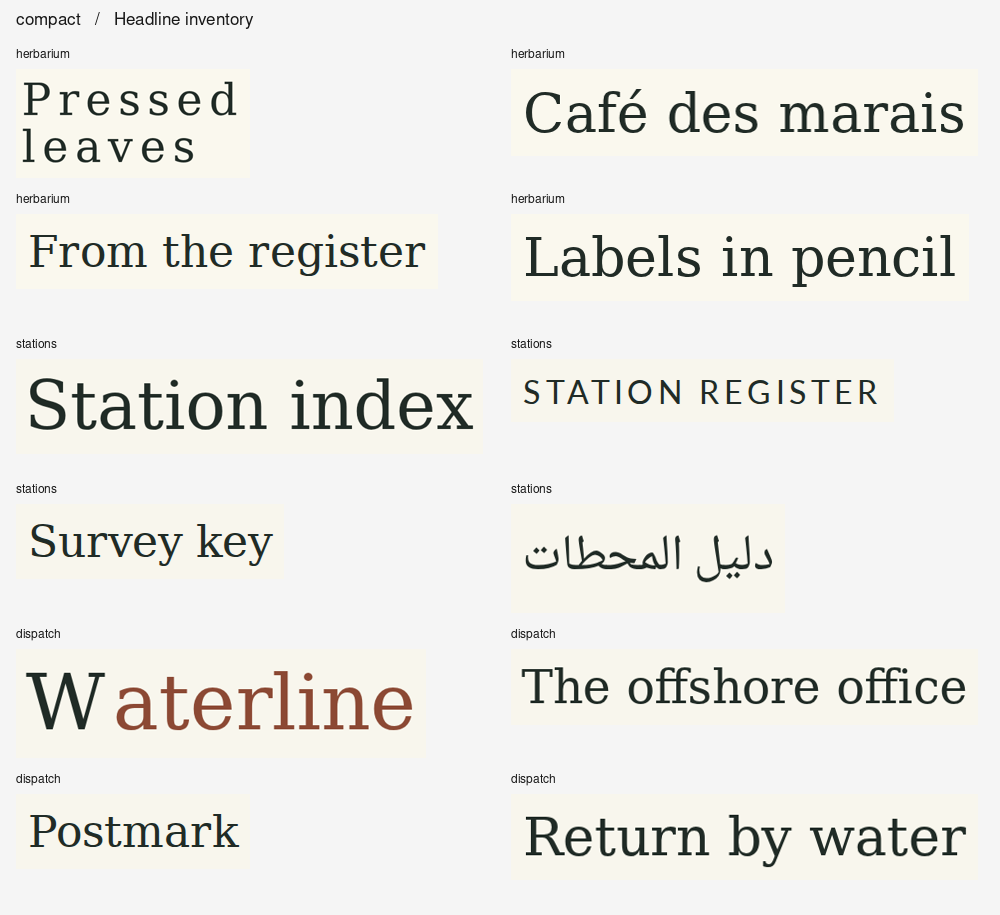 compact / Headline inventory
herbarium
Pressed
leaves
herbarium
Café des marais
herbarium
From the register
herbarium
Labels in pencil
stations
Station index
stations
STATION REGISTER
stations
Survey key
stations
دليل المحطات
dispatch
Waterline
dispatch
The offshore office
dispatch
Postmark
dispatch
Return by water